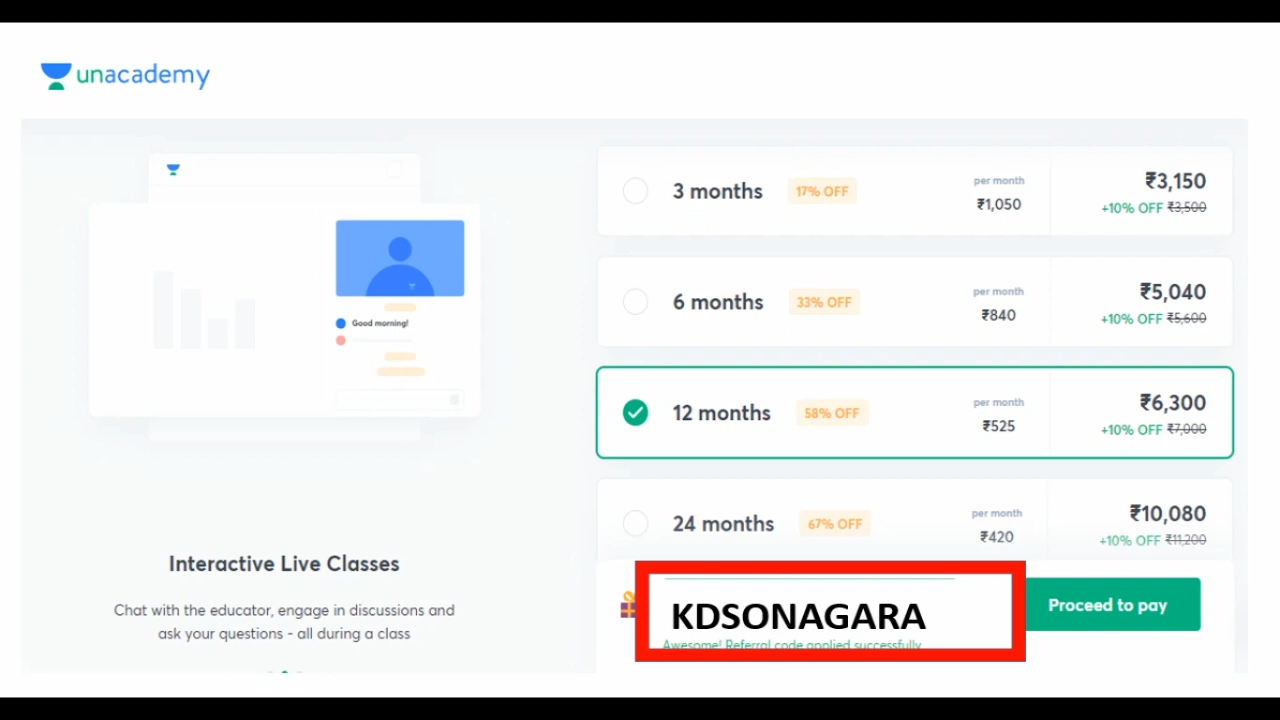 unacademy
Good morning!
Interactive Live Classes
Chat with the educator, engage in discussions and
ask your questions - all during a class
3 months 17% OFF per month ₹1,050 ₹3,150 +10% OFF ₹3,500
6 months 33% OFF per month ₹840 ₹5,040 +10% OFF ₹5,600
12 months 58% OFF per month ₹525 ₹6,300 +10% OFF ₹7,000
24 months 67% OFF per month ₹420 ₹10,080 +10% OFF ₹11,200
KDSONAGARA
Awesome! Referral code applied successfully
Proceed to pay